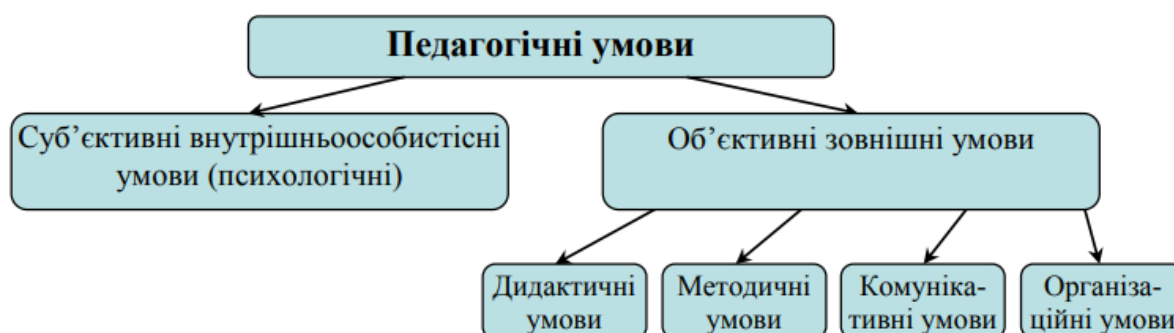 Педагогічні умови
Суб’єктивні внутрішньоособистісні
умови (психологічні)
Об’єктивні зовнішні умови
Дидактичні
умови
Методичні
умови
Комуніка-
тивні умови
Організа-
ційні умови